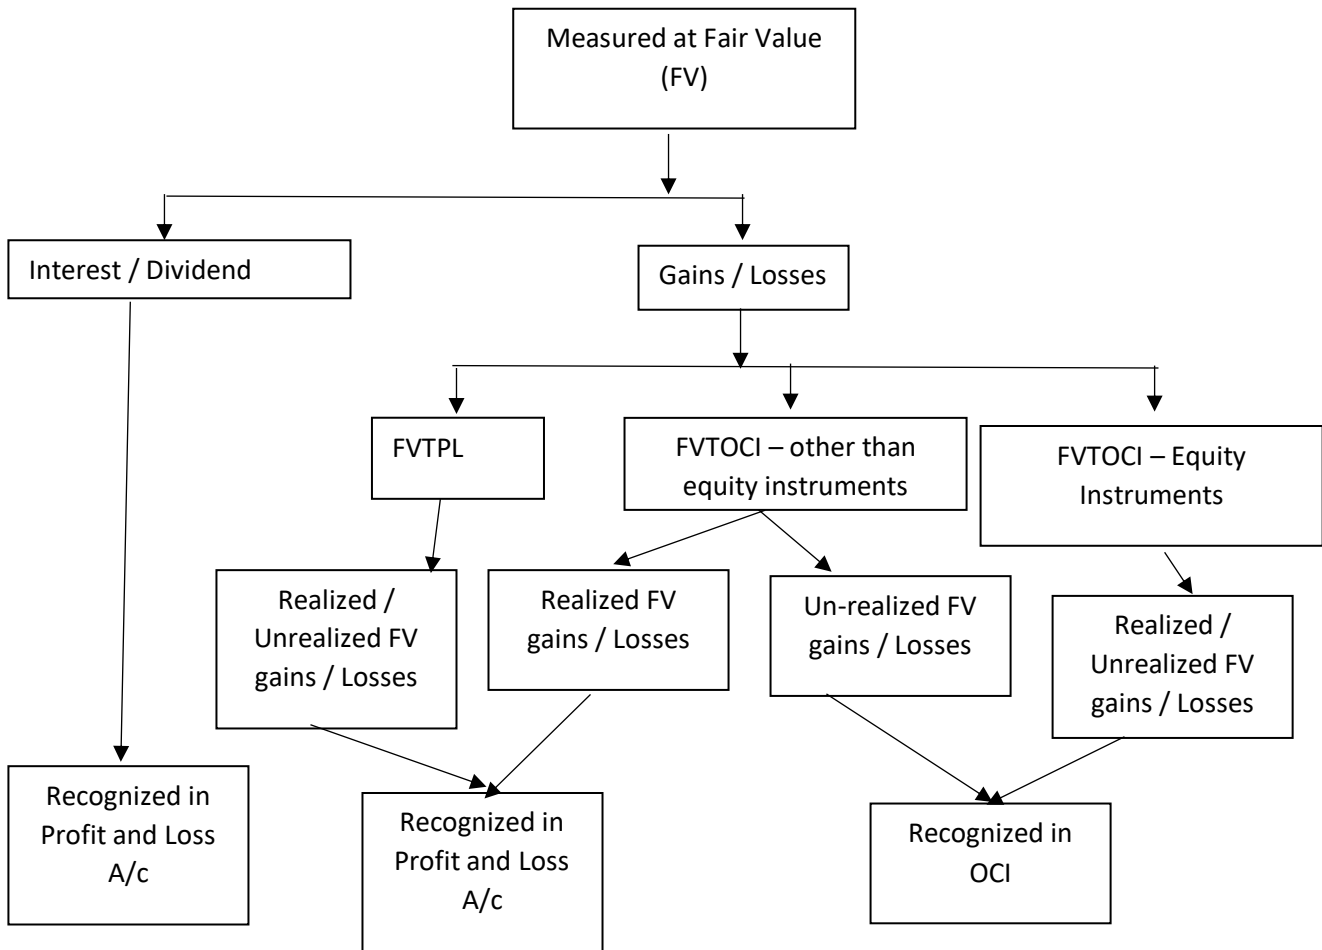 Measured at Fair Value
(FV)
Interest / Dividend
Gains / Losses
FVTPL
FVTOCI – other than
equity instruments
FVTOCI – Equity
Instruments
Realized /
Unrealized FV
gains / Losses
Realized FV
gains / Losses
Un-realized FV
gains / Losses
Realized /
Unrealized FV
gains / Losses
Recognized in
Profit and Loss
A/c
Recognized in
Profit and Loss
A/c
Recognized in
OCI